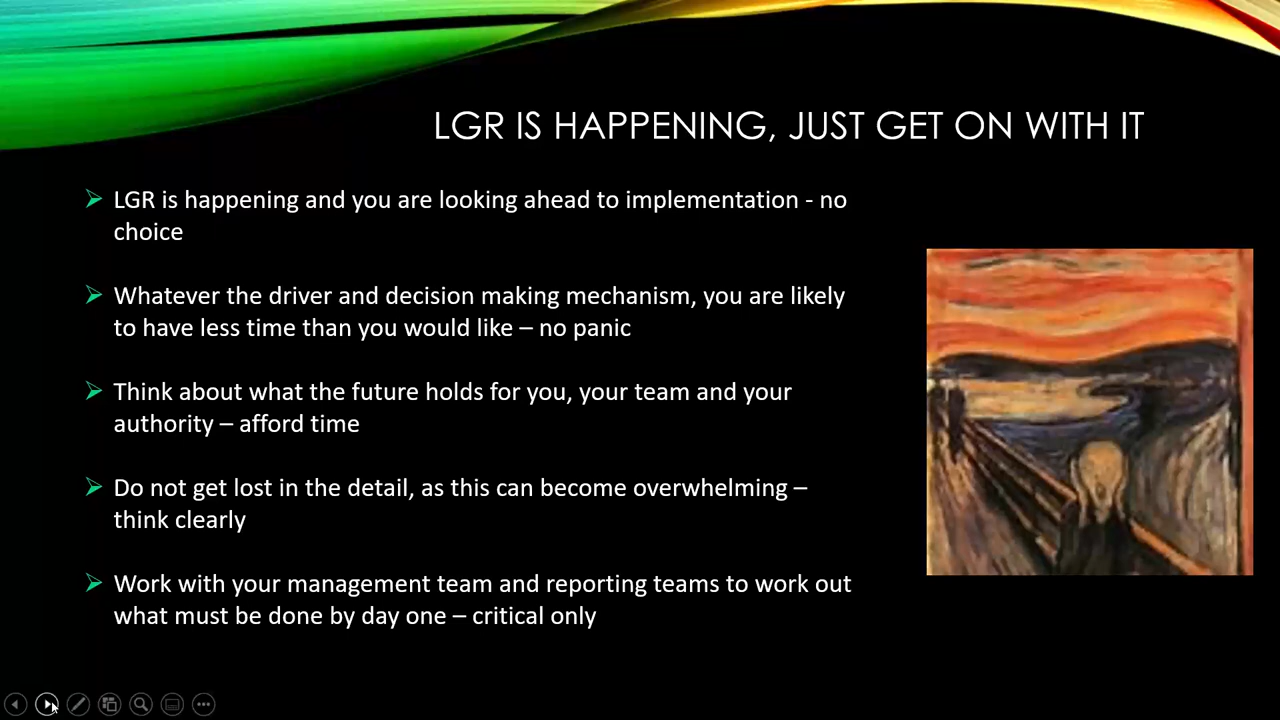 LGR IS HAPPENING, JUST GET ON WITH IT
LGR is happening and you are looking ahead to implementation - no
choice
Whatever the driver and decision making mechanism, you are likely
to have less time than you would like – no panic
Think about what the future holds for you, your team and your
authority – afford time
Do not get lost in the detail, as this can become overwhelming –
think clearly
Work with your management team and reporting teams to work out
what must be done by day one – critical only